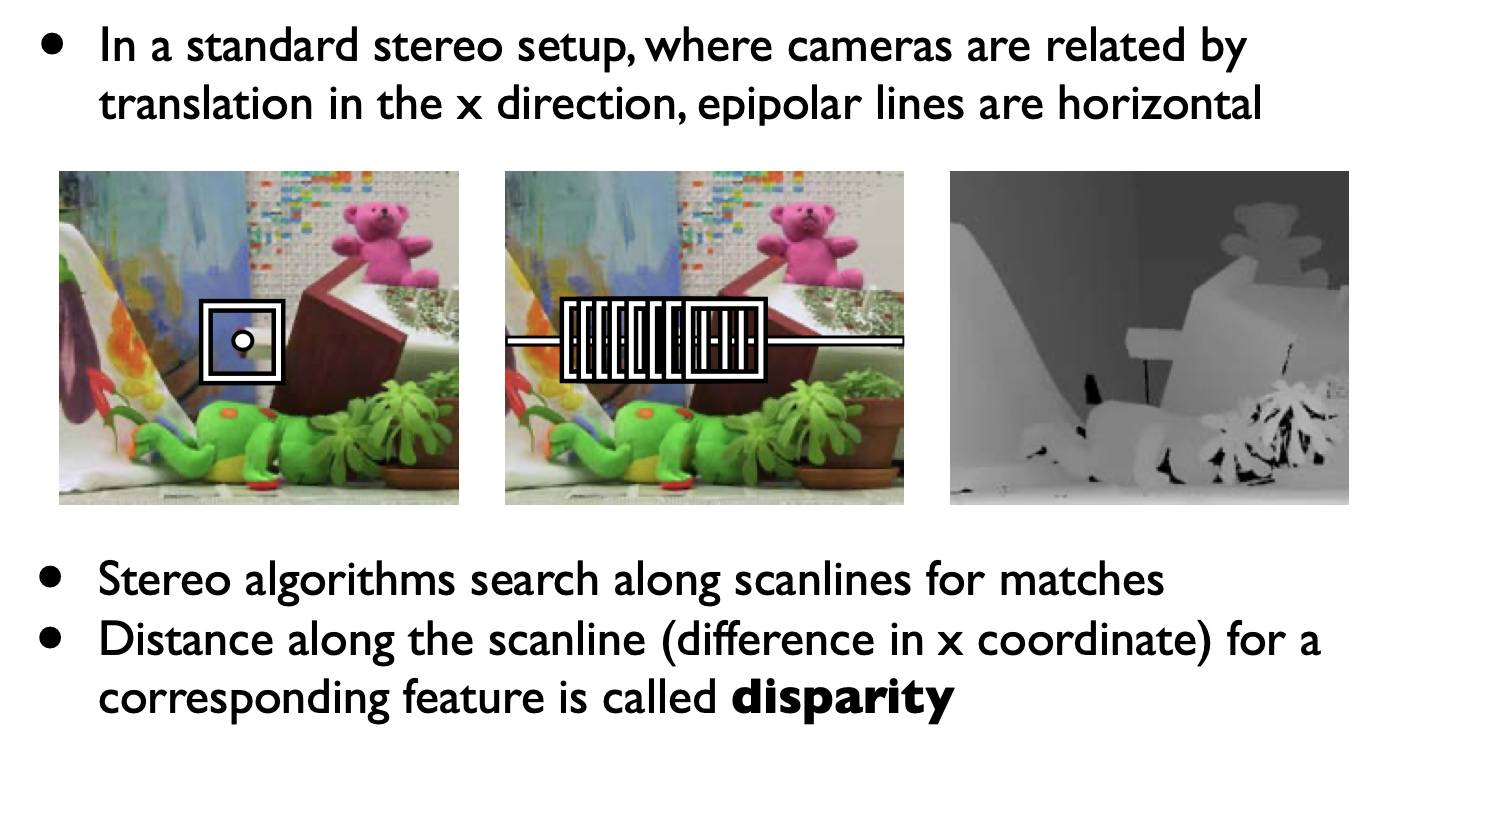 • In a standard stereo setup, where cameras are related by
translation in the x direction, epipolar lines are horizontal
• Stereo algorithms search along scanlines for matches
• Distance along the scanline (difference in x coordinate) for a
corresponding feature is called disparity